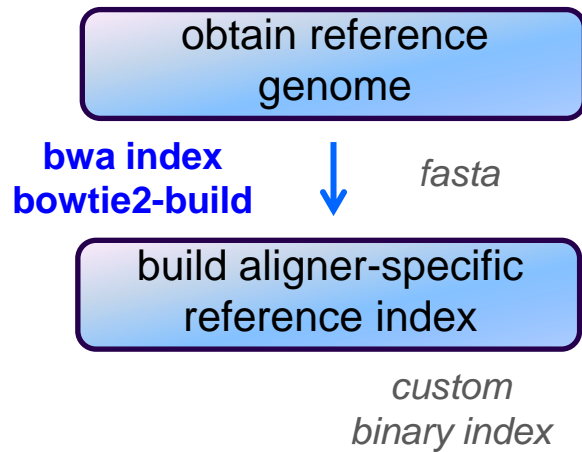 obtain reference
genome
bwa index
bowtie2-build
fasta
build aligner-specific
reference index
custom
binary index